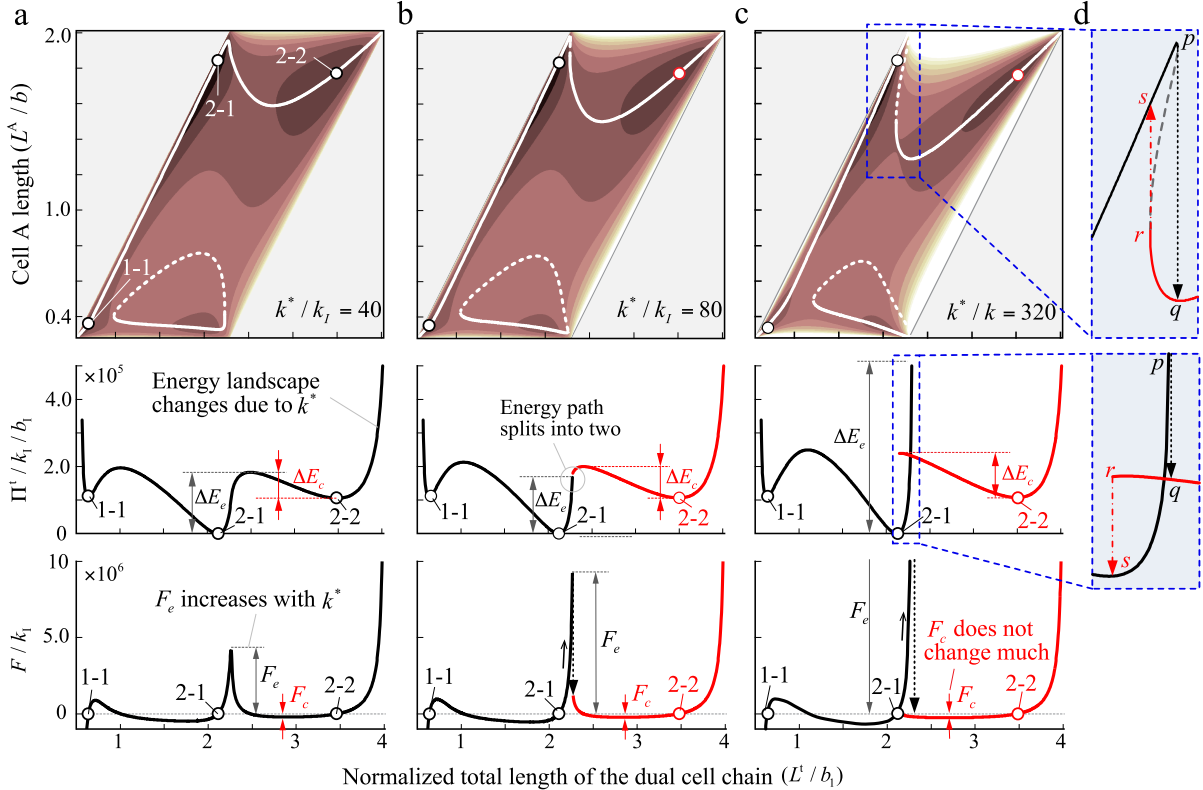 a
b
c
d
2.0
1.0
0.4
Cell A length (L^A / b)
2-2
2-1
1-1
k* / k_I = 40
k* / k_I = 80
k* / k = 320
p
s
r
q
×10^5
4.0
2.0
0
Π^t / k_1 / b_1
Energy landscape
changes due to k*
ΔE_e
ΔE_c
1-1
2-1
2-2
Energy path
splits into two
ΔE_e
ΔE_c
1-1
2-1
2-2
ΔE_e
ΔE_c
1-1
2-1
2-2
p
r
q
s
10
×10^6
5.0
0
F / k_1
F_e increases with k*
1-1
2-1
2-2
F_e
F_c
1-1
2-1
2-2
F_e
F_c
1-1
2-1
2-2
F_e
F_c does not
change much
F_c
1 2 3 4
1 2 3 4
1 2 3 4
Normalized total length of the dual cell chain (L^t / b_1)